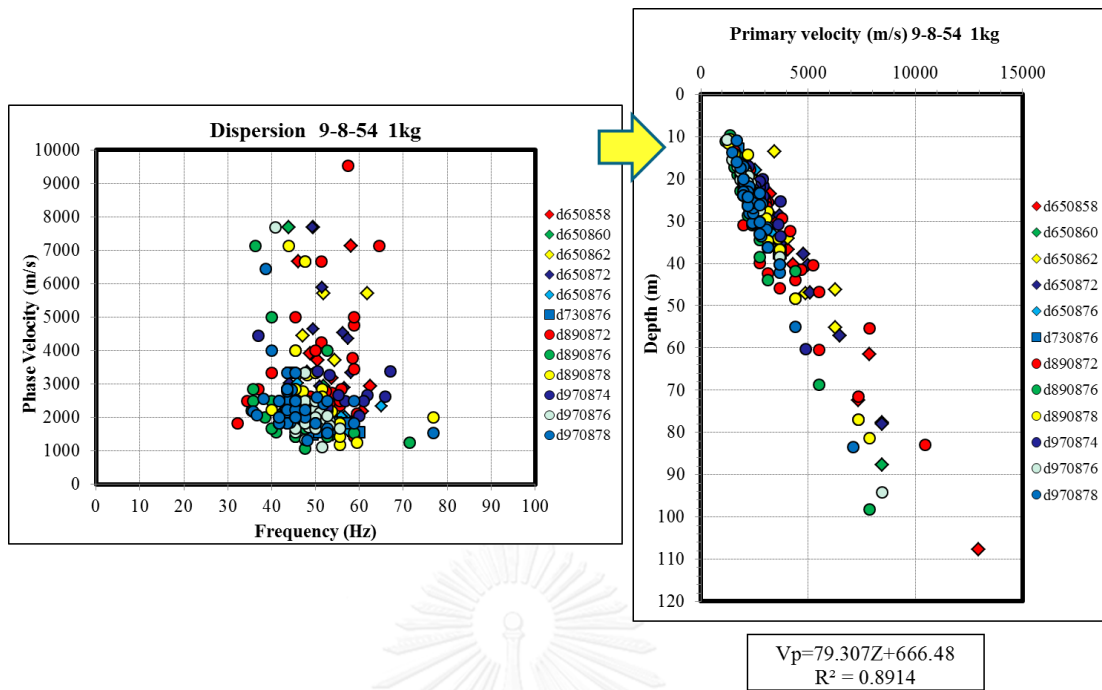 Dispersion 9-8-54 1kg
Phase Velocity (m/s)
10000
9000
8000
7000
6000
5000
4000
3000
2000
1000
0
0 10 20 30 40 50 60 70 80 90 100
Frequency (Hz)
d650858
d650860
d650862
d650872
d650876
d730876
d890872
d890876
d890878
d970874
d970876
d970878
Primary velocity (m/s) 9-8-54 1kg
0 5000 10000 15000
Depth (m)
0
10
20
30
40
50
60
70
80
90
100
110
120
d650858
d650860
d650862
d650872
d650876
d730876
d890872
d890876
d890878
d970874
d970876
d970878
Vp=79.307Z+666.48
R² = 0.8914